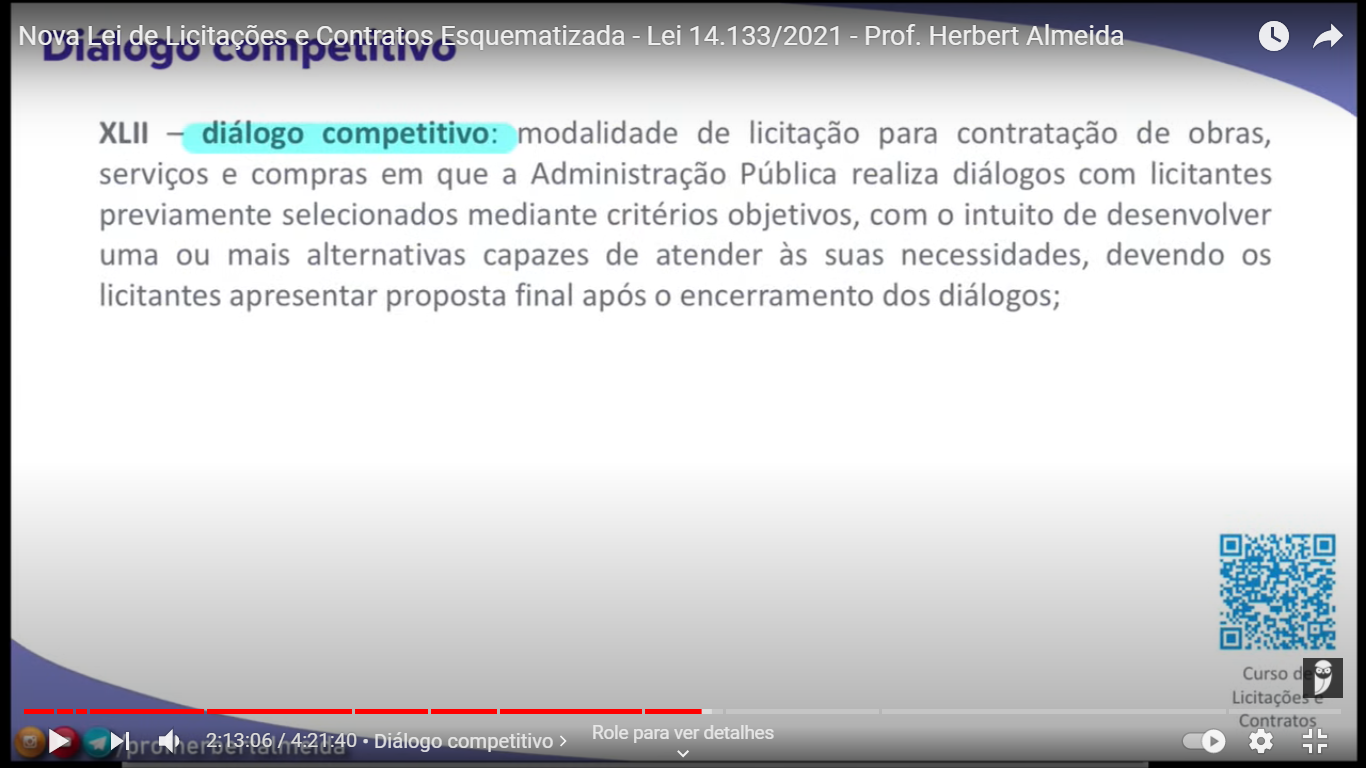 Nova Lei de Licitações e Contratos Esquematizada - Lei 14.133/2021 - Prof. Herbert Almeida
Diálogo competitivo
XLII – diálogo competitivo: modalidade de licitação para contratação de obras,
serviços e compras em que a Administração Pública realiza diálogos com licitantes
previamente selecionados mediante critérios objetivos, com o intuito de desenvolver
uma ou mais alternativas capazes de atender às suas necessidades, devendo os
licitantes apresentar proposta final após o encerramento dos diálogos;
Curso de
Licitações e
Contratos
Role para ver detalhes
2:13:06 / 4:21:40 • Diálogo competitivo
/profherbertalmeida